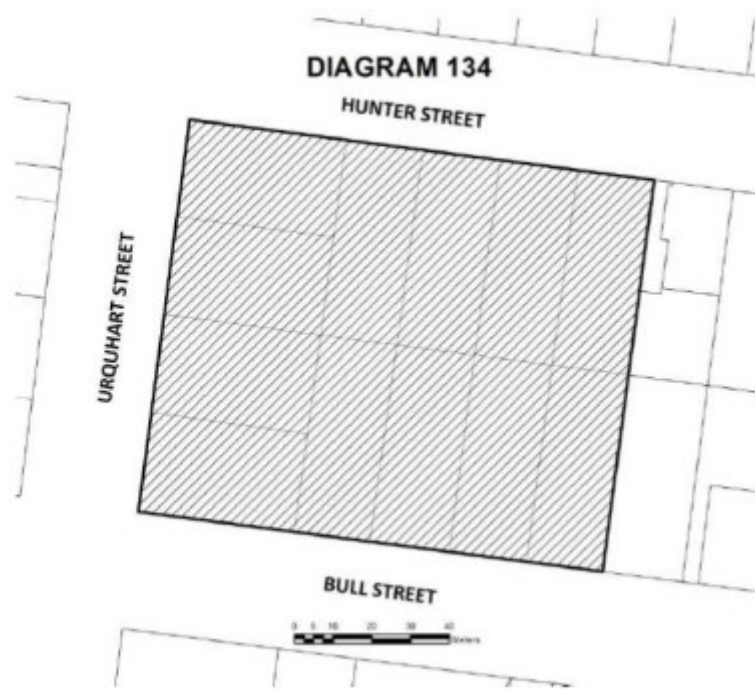 DIAGRAM 134
HUNTER STREET
URQUHART STREET
BULL STREET
0 5 10 20 30 40